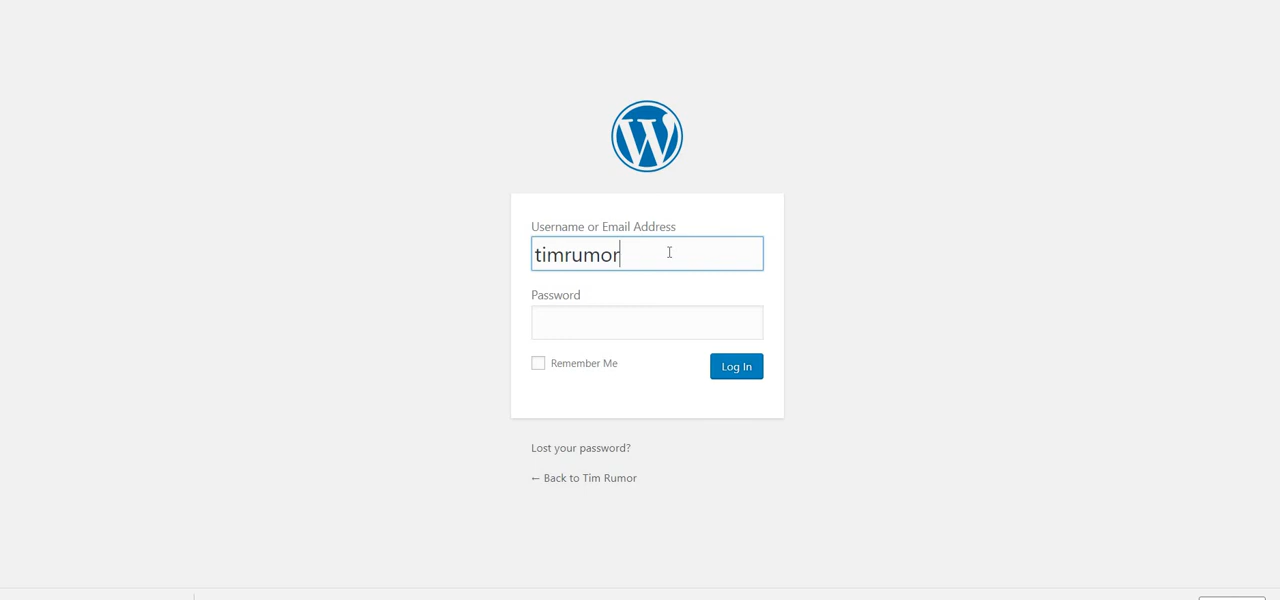 Username or Email Address
timrumor
Password
Remember Me
Log In
Lost your password?
← Back to Tim Rumor